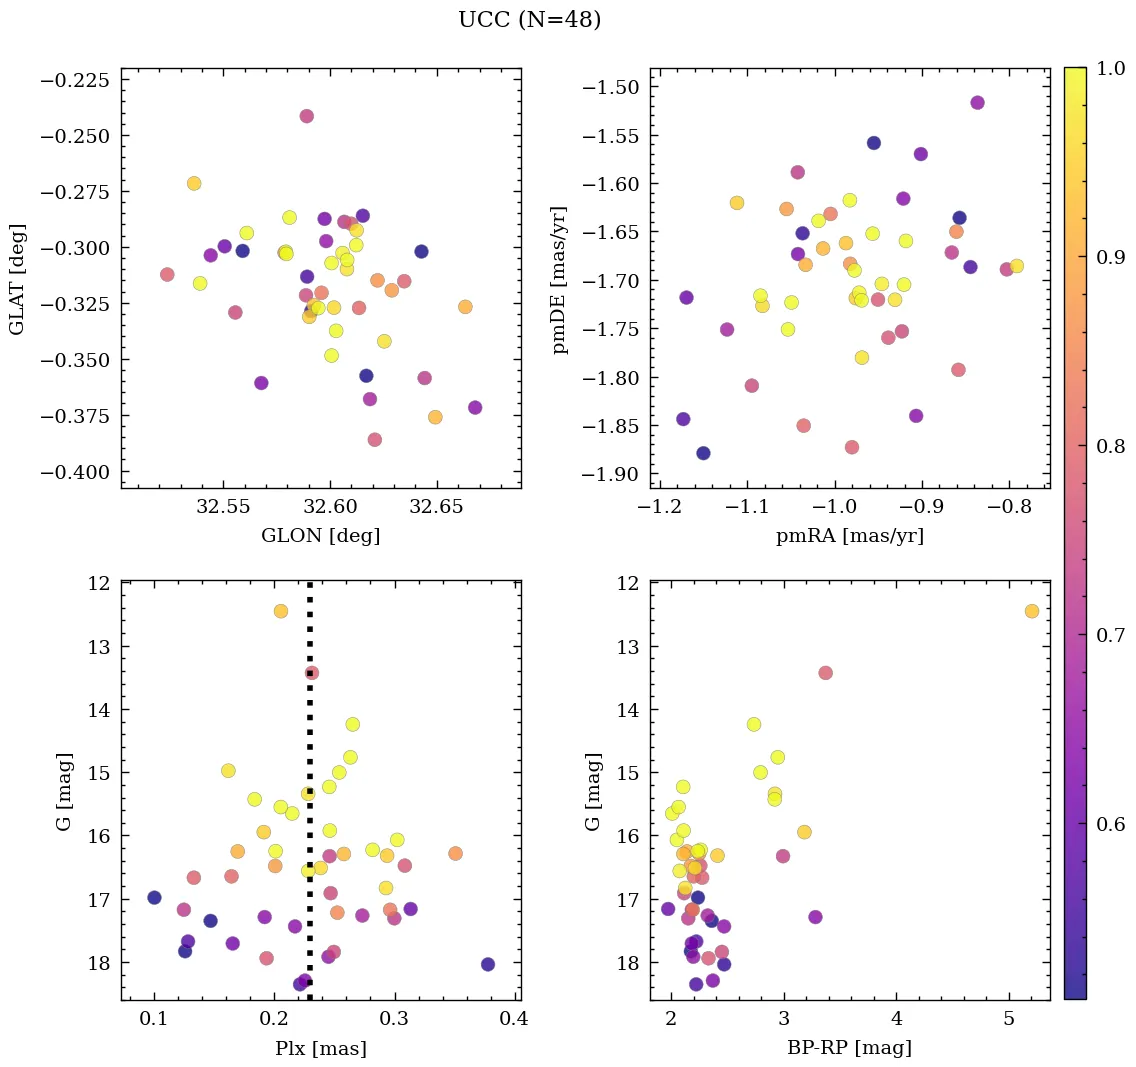 UCC (N=48)
−0.225
−0.250
−0.275
−0.300
−0.325
−0.350
−0.375
−0.400
GLAT [deg]
32.55 32.60 32.65
GLON [deg]
−1.50
−1.55
−1.60
−1.65
−1.70
−1.75
−1.80
−1.85
−1.90
pmDE [mas/yr]
−1.2 −1.1 −1.0 −0.9 −0.8
pmRA [mas/yr]
12
13
14
15
16
17
18
G [mag]
0.1 0.2 0.3 0.4
Plx [mas]
12
13
14
15
16
17
18
G [mag]
2 3 4 5
BP-RP [mag]
1.0
0.9
0.8
0.7
0.6